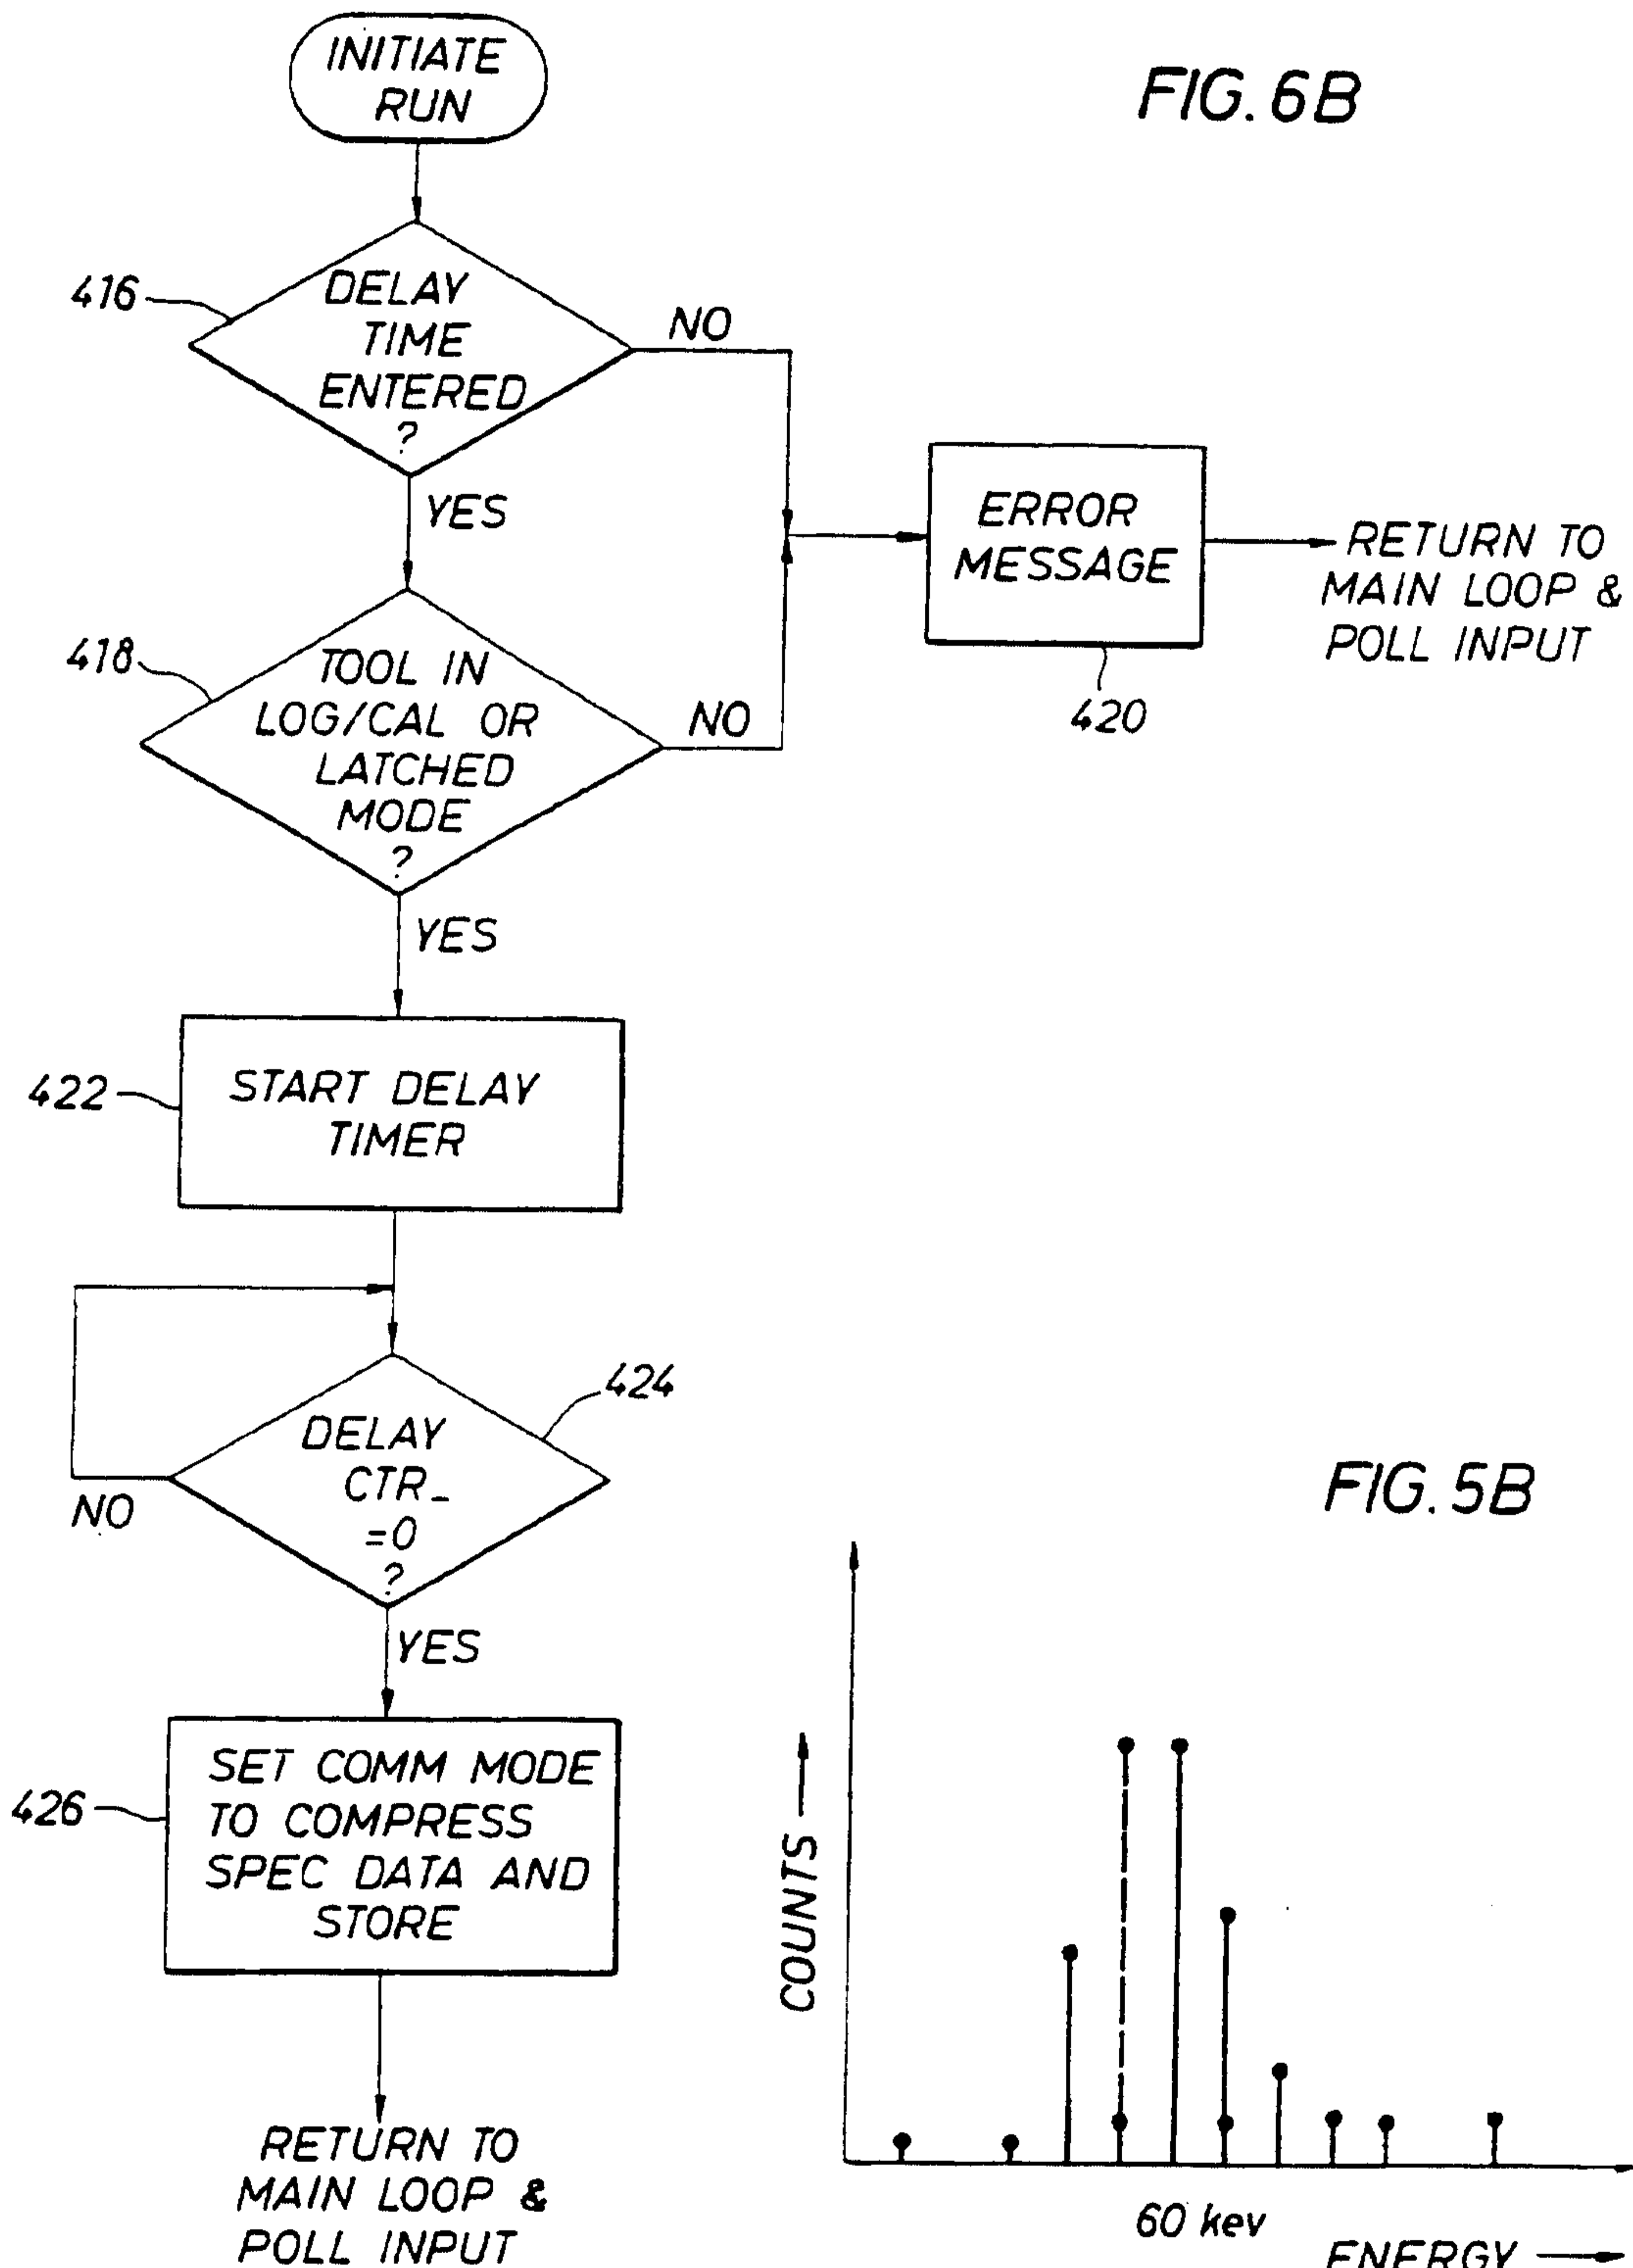 INITIATE
RUN
FIG. 6B
416
DELAY
TIME
ENTERED
?
NO
YES
ERROR
MESSAGE
420
RETURN TO
MAIN LOOP &
POLL INPUT
418
TOOL IN
LOG/CAL OR
LATCHED
MODE
?
NO
YES
422
START DELAY
TIMER
424
DELAY
CTR_
=0
?
NO
YES
426
SET COMM MODE
TO COMPRESS
SPEC DATA AND
STORE
RETURN TO
MAIN LOOP &
POLL INPUT
FIG. 5B
COUNTS
60 kev
ENERGY